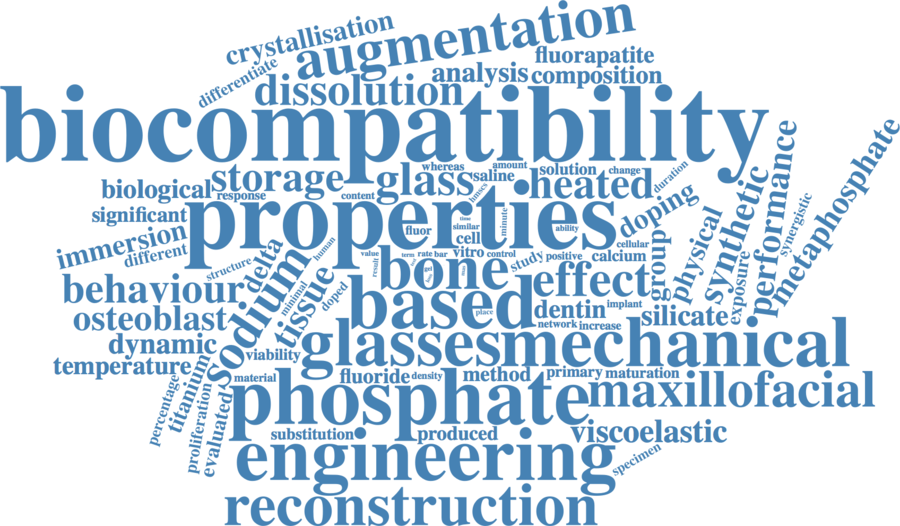 crystallisation
augmentation
fluorapatite
differentiate
dissolution
analysis
composition
biocompatibility
whereas
amount
solution
change
duration
biological
storage
response
content
glass
saline
hmscs
heated
doping
performance
metaphosphate
significant
properties
fluor
time
similar
cell
minute
ability
cellular
synergistic
synthetic
physical
immersion
different
structure
delta
human
value
result
term
rate
bar
vitro
control
study
positive
calcium
group
exposure
behaviour
sodium
minimal
doped
tissue
bone
gel
effect
osteoblast
based
place
dentin
implant
network
increase
silicate
dynamic
temperature
viability
glasses
mechanical
percentage
titanium
proliferation
evaluated
material
fluoride
density
method
primary
maturation
phosphate
maxillofacial
substitution
produced
viscoelastic
engineering
specimen
reconstruction